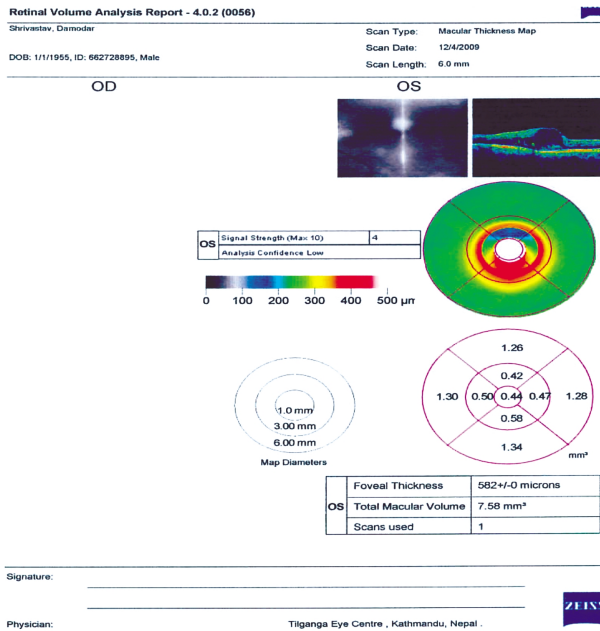 Retinal Volume Analysis Report - 4.0.2 (0056)
Shrivastav, Damodar
DOB: 1/1/1955, ID: 662728895, Male
Scan Type: Macular Thickness Map
Scan Date: 12/4/2009
Scan Length: 6.0 mm
OD OS
OS
Signal Strength (Max 10) 4
Analysis Confidence Low
0 100 200 300 400 500 µm
1.26
0.42
1.30 0.50 0.44 0.47 1.28
0.58
1.34
mm³
1.0 mm
3.00 mm
6.00 mm
Map Diameters
OS
Foveal Thickness 582+/-0 microns
Total Macular Volume 7.58 mm³
Scans used 1
Signature:
ZEISS
Physician: Tilganga Eye Centre , Kathmandu, Nepal .